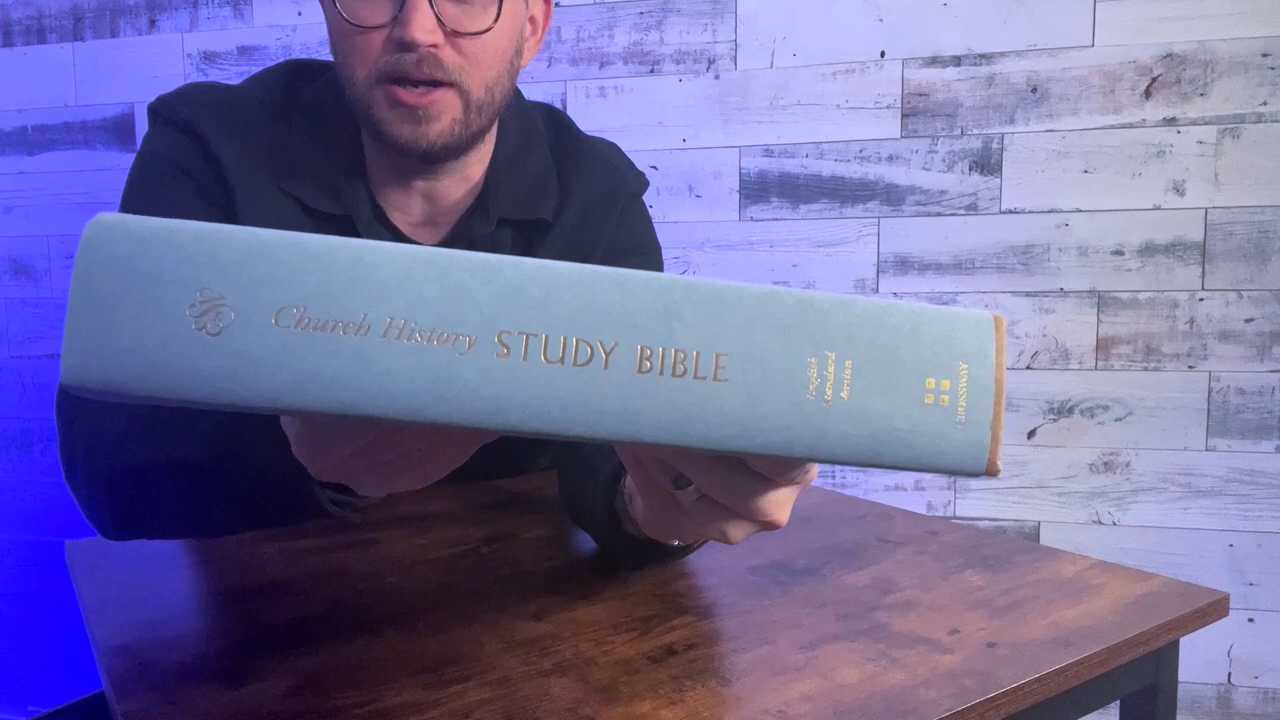 Church History STUDY BIBLE
English
Standard
Version
CROSSWAY